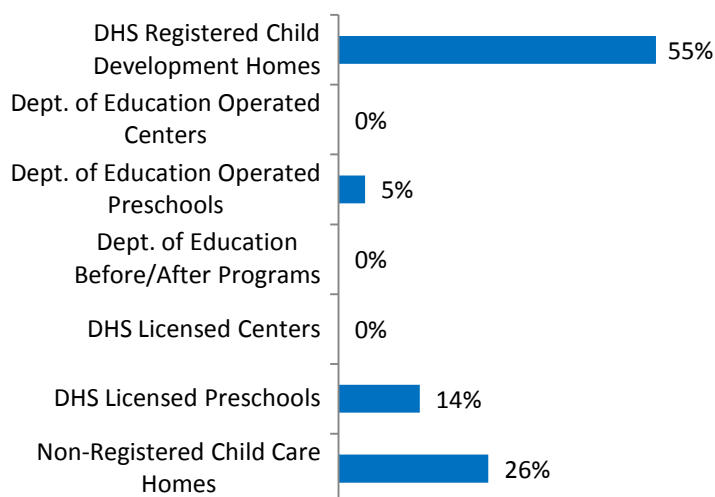 DHS Registered Child
Development Homes
55%
Dept. of Education Operated
Centers
0%
Dept. of Education Operated
Preschools
5%
Dept. of Education
Before/After Programs
0%
DHS Licensed Centers
0%
DHS Licensed Preschools
14%
Non-Registered Child Care
Homes
26%